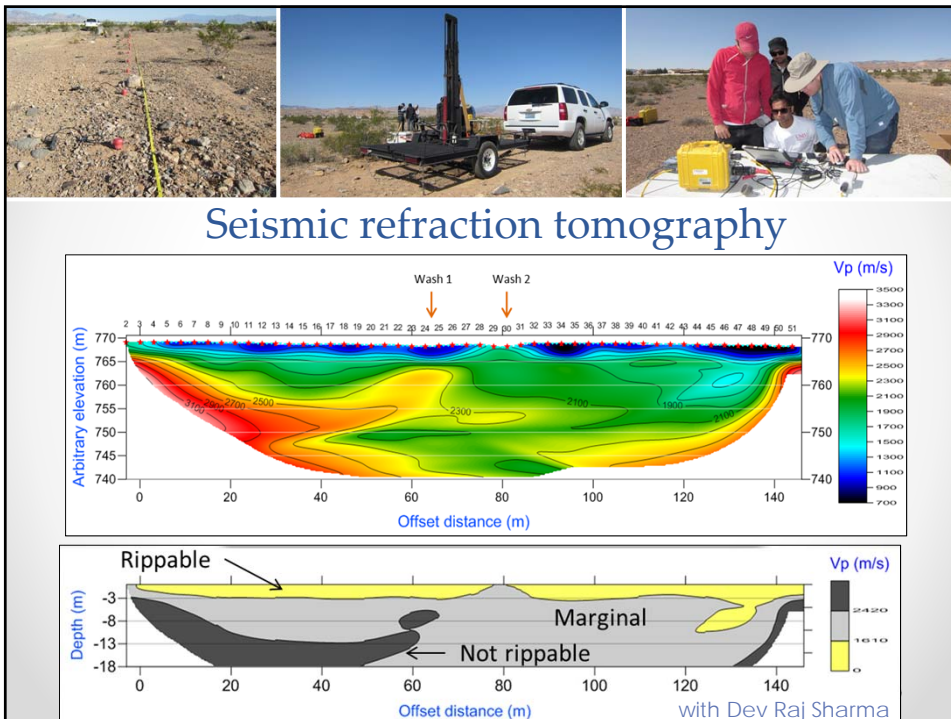 Seismic refraction tomography
Wash 1 Wash 2
Vp (m/s)
2 3 4 5 6 7 8 9 10 11 12 13 14 15 16 17 18 19 20 21 22 23 24 25 26 28 29 30 31 32 33 34 35 36 37 38 39 40 41 42 43 44 45 46 47 48 49 50 51
Arbitrary elevation (m)
770 765 760 755 750 745 740
3100 2900 2700 2500 2300 2100 1900 2100
770 760 750 740
3500
3300
3100
2900
2700
2500
2300
2100
1900
1700
1500
1300
1100
900
700
0 20 40 60 80 100 120 140
Offset distance (m)
Rippable
Vp (m/s)
Depth (m)
-3
-8
-13
-18
Marginal
Not rippable
2420
1610
0
0 20 40 60 80 100 120 140
Offset distance (m)
with Dev Raj Sharma